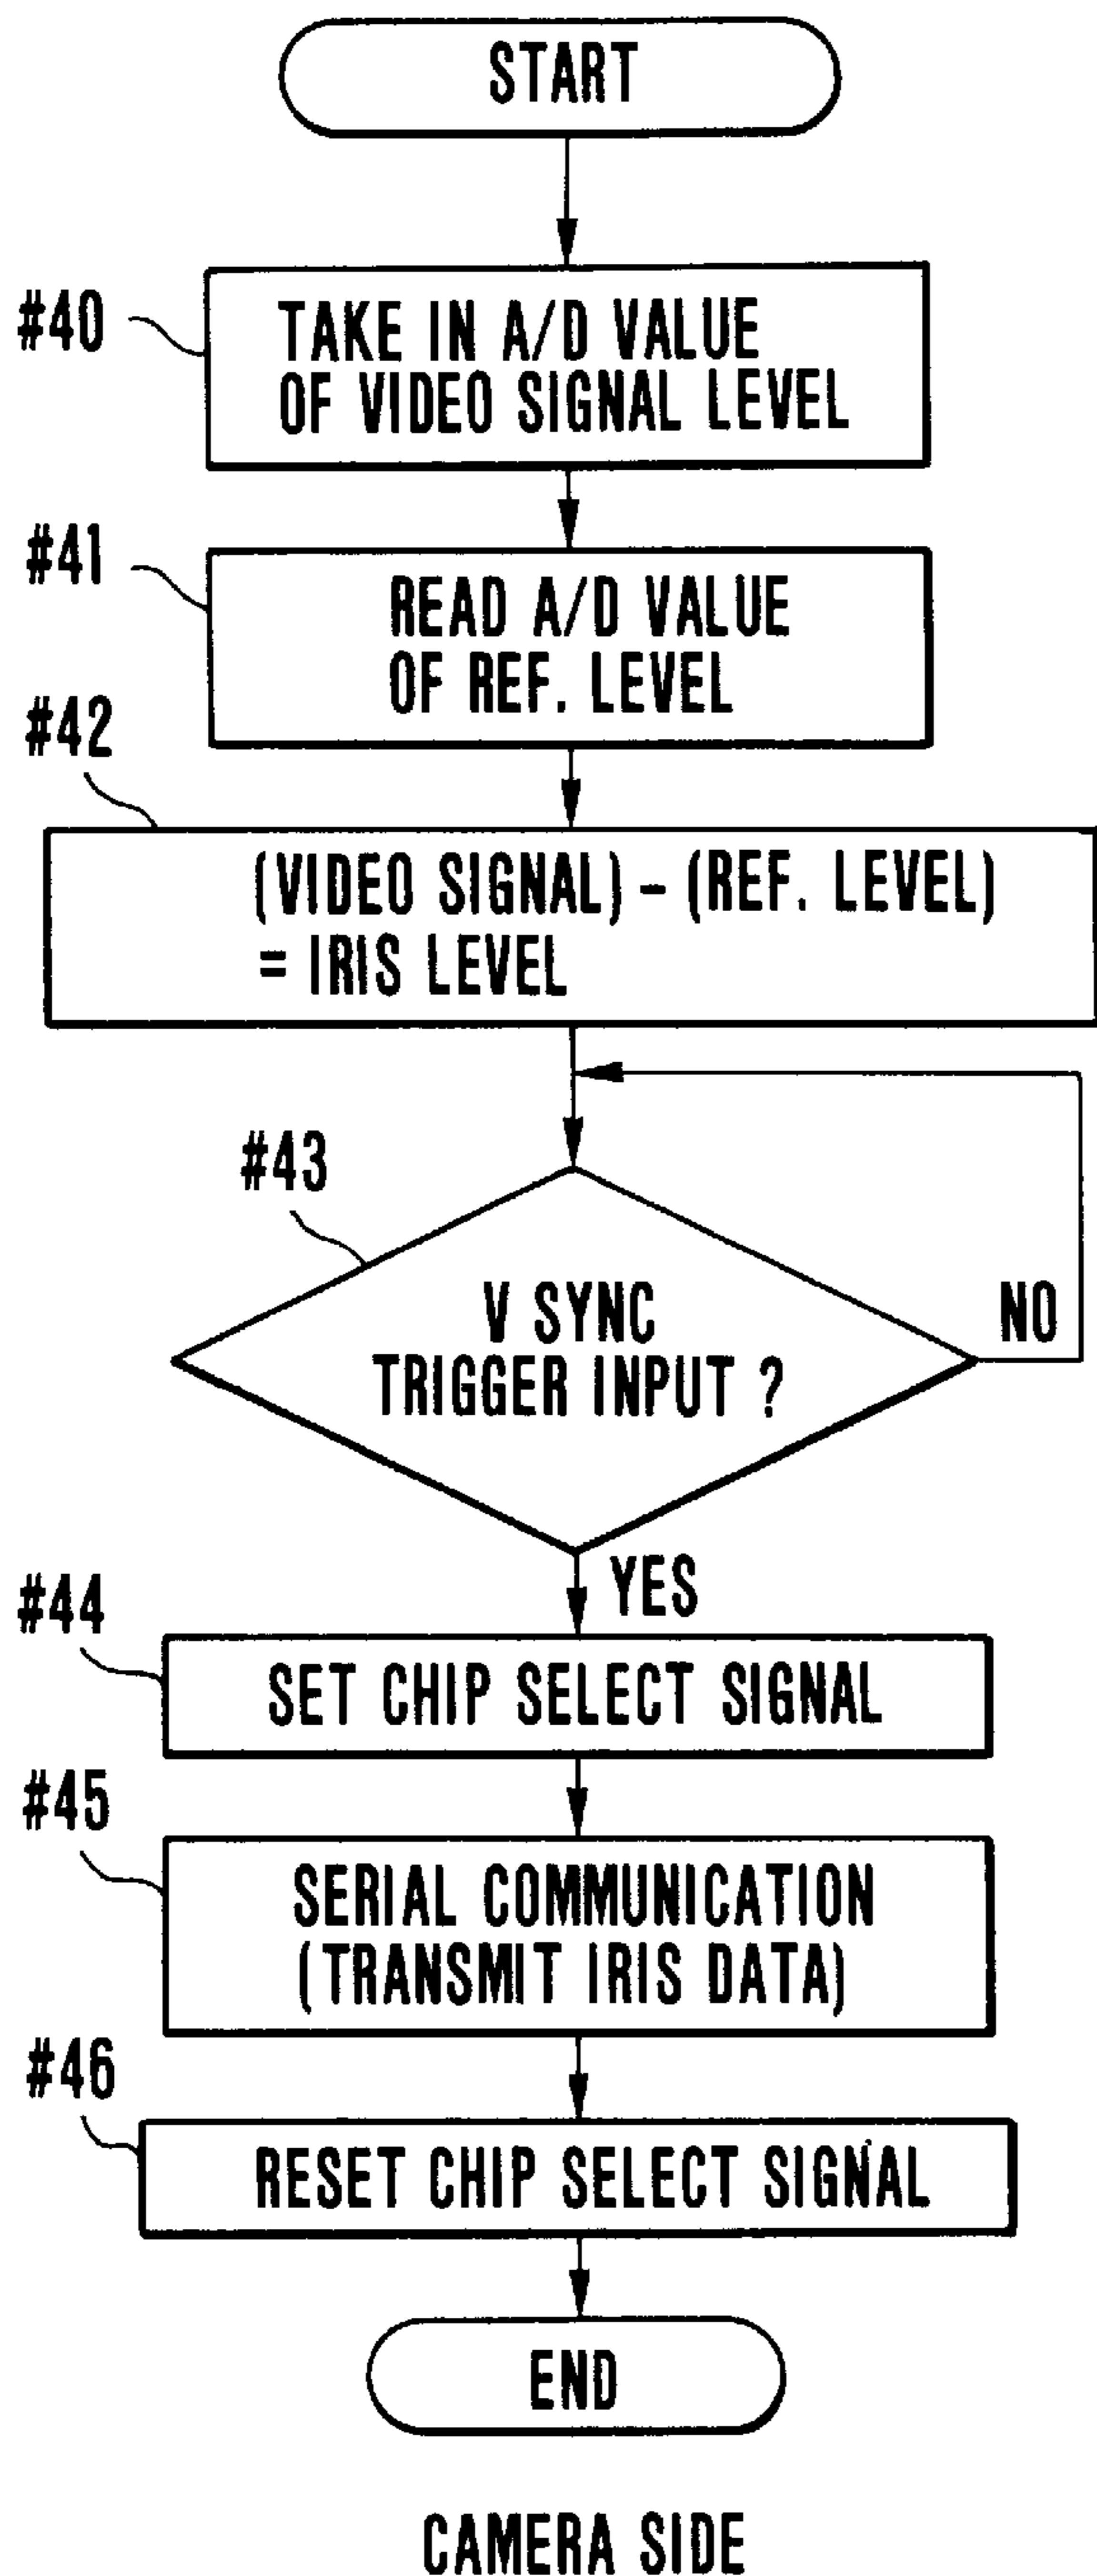 START
#40
TAKE IN A/D VALUE
OF VIDEO SIGNAL LEVEL
#41
READ A/D VALUE
OF REF. LEVEL
#42
(VIDEO SIGNAL) - (REF. LEVEL)
= IRIS LEVEL
#43
V SYNC
TRIGGER INPUT ?
NO
YES
#44
SET CHIP SELECT SIGNAL
#45
SERIAL COMMUNICATION
(TRANSMIT IRIS DATA)
#46
RESET CHIP SELECT SIGNAL
END
CAMERA SIDE